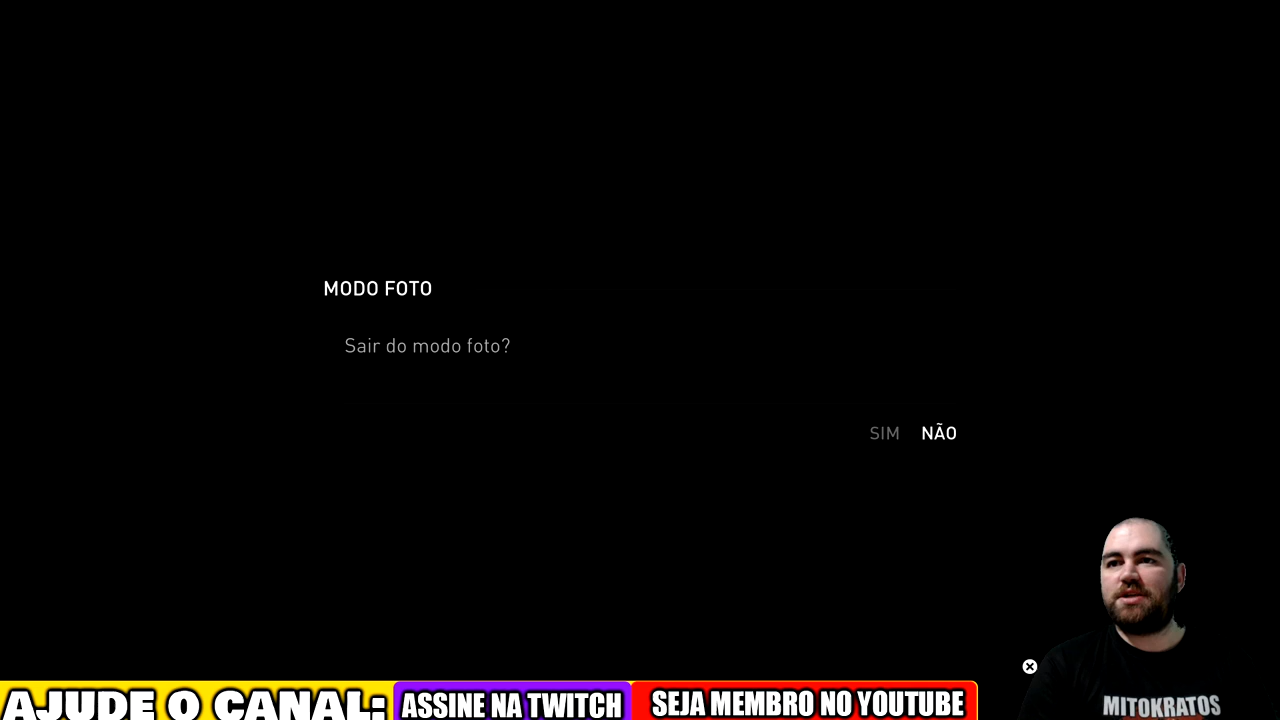 MODO FOTO
Sair do modo foto?
SIM NÃO
MITOKRATOS
AJUDE O CANAL: ASSINE NA TWITCH SEJA MEMBRO NO YOUTUBE